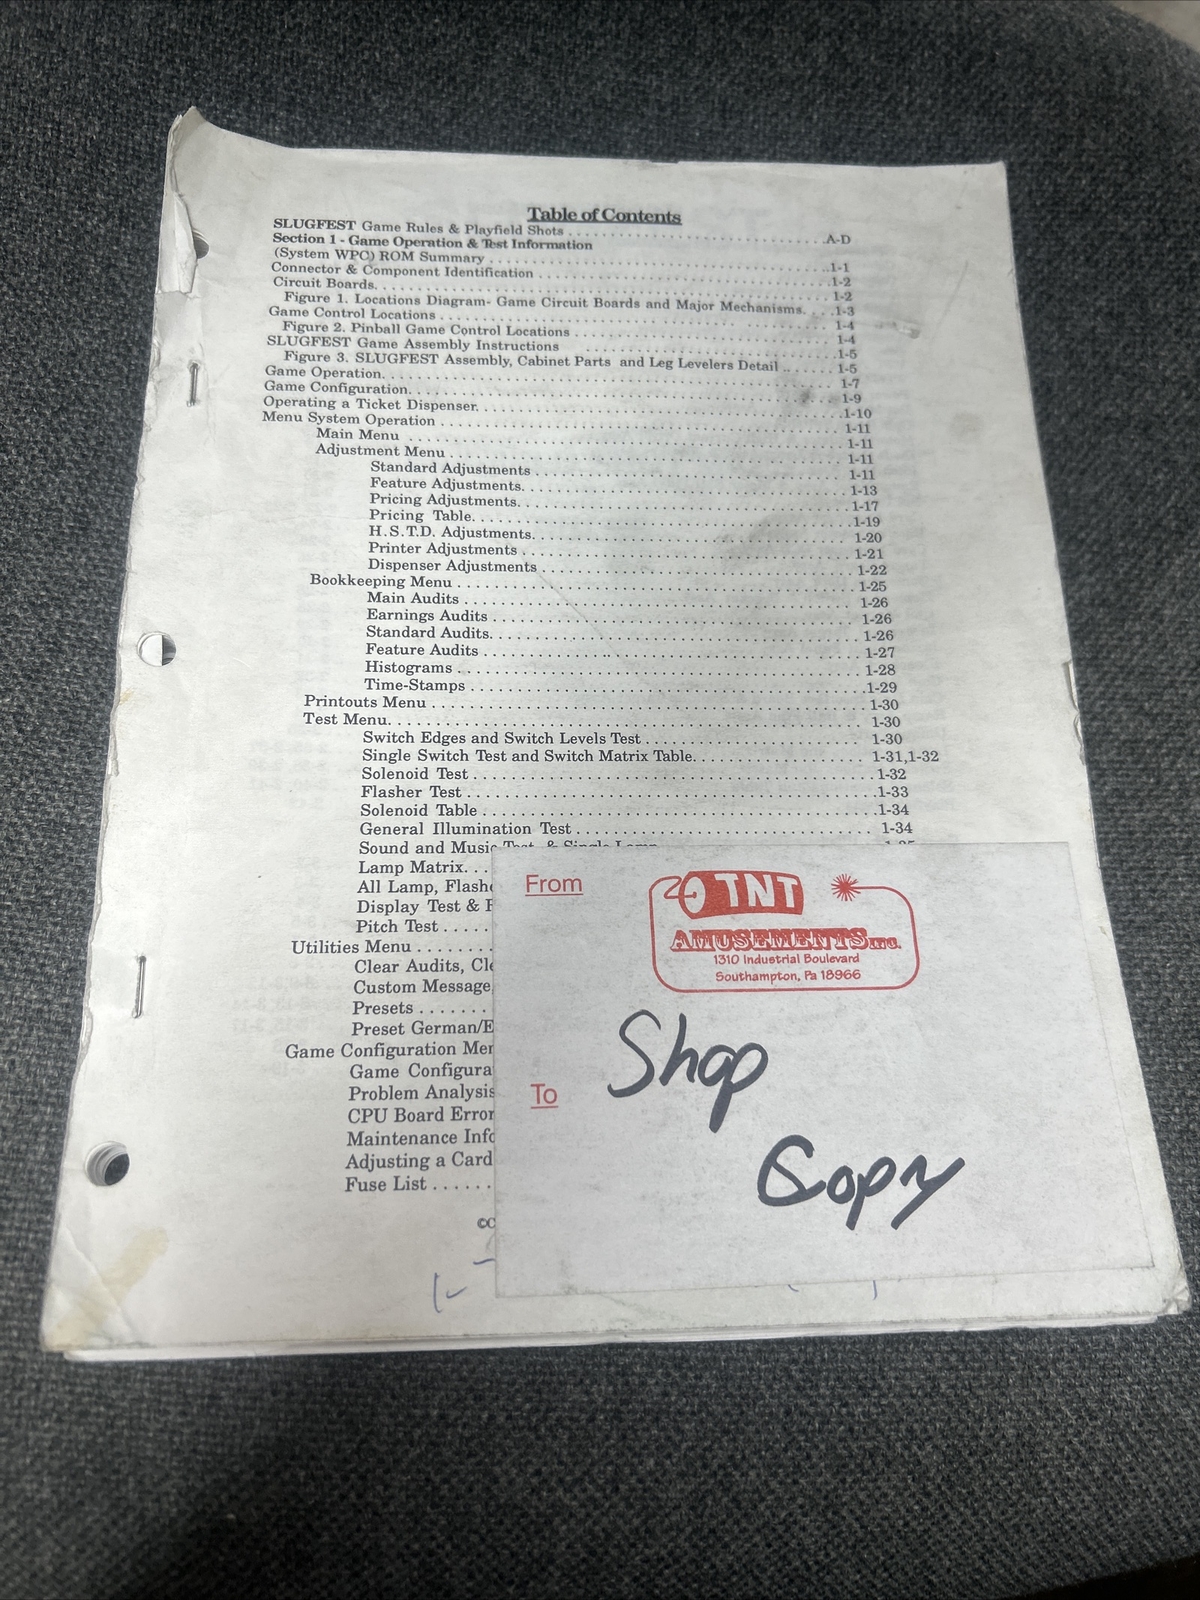 Table of Contents
SLUGFEST Game Rules & Playfield Shots . . . . . . . . . . . . . . . . . . . . . . . . . . . . A-D
Section 1 - Game Operation & Test Information
(System WPC) ROM Summary . . . . . . . . . . . . . . . . . . . . . . . . . . . . . . . . . . . . . 1-1
Connector & Component Identification . . . . . . . . . . . . . . . . . . . . . . . . . . . . . . . 1-2
Circuit Boards. . . . . . . . . . . . . . . . . . . . . . . . . . . . . . . . . . . . . . . . . . . . . . . . 1-2
Figure 1. Locations Diagram- Game Circuit Boards and Major Mechanisms. . . . 1-3
Game Control Locations . . . . . . . . . . . . . . . . . . . . . . . . . . . . . . . . . . . . . . . . 1-4
Figure 2. Pinball Game Control Locations . . . . . . . . . . . . . . . . . . . . . . . . . . . . 1-4
SLUGFEST Game Assembly Instructions . . . . . . . . . . . . . . . . . . . . . . . . . . 1-5
Figure 3. SLUGFEST Assembly, Cabinet Parts and Leg Levelers Detail . . . . . . . . 1-5
Game Operation. . . . . . . . . . . . . . . . . . . . . . . . . . . . . . . . . . . . . . . . . . . . . . 1-7
Game Configuration. . . . . . . . . . . . . . . . . . . . . . . . . . . . . . . . . . . . . . . . . . . 1-9
Operating a Ticket Dispenser. . . . . . . . . . . . . . . . . . . . . . . . . . . . . . . . . . . . . 1-10
Menu System Operation . . . . . . . . . . . . . . . . . . . . . . . . . . . . . . . . . . . . . . . . 1-11
Main Menu . . . . . . . . . . . . . . . . . . . . . . . . . . . . . . . . . . . . . . . . . . . . . . . 1-11
Adjustment Menu . . . . . . . . . . . . . . . . . . . . . . . . . . . . . . . . . . . . . . . . . . 1-11
Standard Adjustments . . . . . . . . . . . . . . . . . . . . . . . . . . . . . . . . . . . . 1-11
Feature Adjustments. . . . . . . . . . . . . . . . . . . . . . . . . . . . . . . . . . . . . 1-13
Pricing Adjustments. . . . . . . . . . . . . . . . . . . . . . . . . . . . . . . . . . . . . 1-17
Pricing Table. . . . . . . . . . . . . . . . . . . . . . . . . . . . . . . . . . . . . . . . . . 1-19
H.S.T.D. Adjustments. . . . . . . . . . . . . . . . . . . . . . . . . . . . . . . . . . . . 1-20
Printer Adjustments . . . . . . . . . . . . . . . . . . . . . . . . . . . . . . . . . . . . . 1-21
Dispenser Adjustments . . . . . . . . . . . . . . . . . . . . . . . . . . . . . . . . . . . 1-22
Bookkeeping Menu . . . . . . . . . . . . . . . . . . . . . . . . . . . . . . . . . . . . . . . . . 1-25
Main Audits . . . . . . . . . . . . . . . . . . . . . . . . . . . . . . . . . . . . . . . . . . . 1-26
Earnings Audits . . . . . . . . . . . . . . . . . . . . . . . . . . . . . . . . . . . . . . . . 1-26
Standard Audits. . . . . . . . . . . . . . . . . . . . . . . . . . . . . . . . . . . . . . . . 1-26
Feature Audits . . . . . . . . . . . . . . . . . . . . . . . . . . . . . . . . . . . . . . . . . 1-27
Histograms . . . . . . . . . . . . . . . . . . . . . . . . . . . . . . . . . . . . . . . . . . . . 1-28
Time-Stamps . . . . . . . . . . . . . . . . . . . . . . . . . . . . . . . . . . . . . . . . . . . 1-29
Printouts Menu . . . . . . . . . . . . . . . . . . . . . . . . . . . . . . . . . . . . . . . . . . . . 1-30
Test Menu. . . . . . . . . . . . . . . . . . . . . . . . . . . . . . . . . . . . . . . . . . . . . . . . 1-30
Switch Edges and Switch Levels Test . . . . . . . . . . . . . . . . . . . . . . . . 1-30
Single Switch Test and Switch Matrix Table. . . . . . . . . . . . . . . . . . . 1-31,1-32
Solenoid Test . . . . . . . . . . . . . . . . . . . . . . . . . . . . . . . . . . . . . . . . . . 1-32
Flasher Test . . . . . . . . . . . . . . . . . . . . . . . . . . . . . . . . . . . . . . . . . . . 1-33
Solenoid Table . . . . . . . . . . . . . . . . . . . . . . . . . . . . . . . . . . . . . . . . . 1-34
General Illumination Test . . . . . . . . . . . . . . . . . . . . . . . . . . . . . . . . 1-34
Sound and Music Test, & Single Lamp
Lamp Matrix. . .
All Lamp, Flashe
Display Test &
Pitch Test . . . . .
Utilities Menu . . . . . . . .
Clear Audits, Cle
Custom Message
Presets . . . . . . .
Preset German/E
Game Configuration Men
Game Configura
Problem Analysis
CPU Board Error
Maintenance Info
Adjusting a Card
Fuse List . . . . . .
©
From
TNT
AMUSEMENTS INC.
1310 Industrial Boulevard
Southampton, Pa 18966
To
Shop
Copy